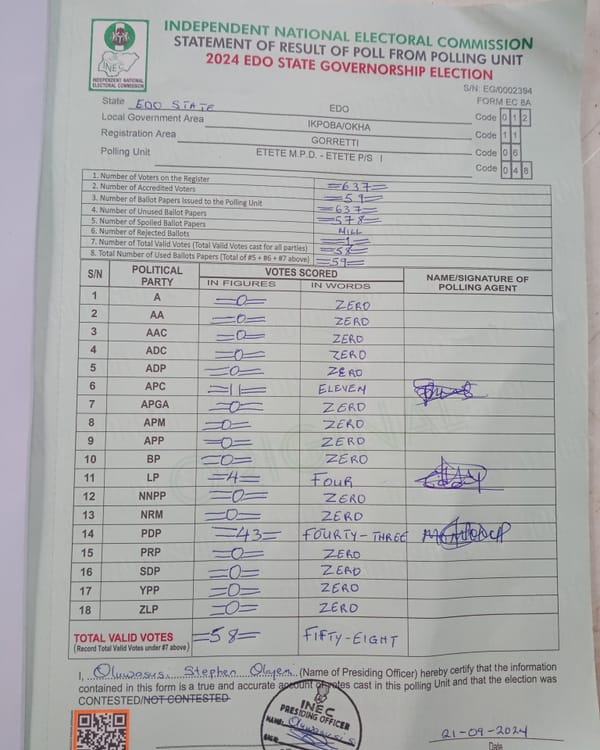 INDEPENDENT NATIONAL ELECTORAL COMMISSION
STATEMENT OF RESULT OF POLL FROM POLLING UNIT
2024 EDO STATE GOVERNORSHIP ELECTION
INEC
INDEPENDENT NATIONAL
ELECTORAL COMMISSION
S/N: EG/0002394
FORM EC 8A
State EDO STATE EDO Code 0 1 2
Local Government Area IKPOBA/OKHA Code 1 1
Registration Area GORRETTI Code 0 6
Polling Unit ETETE M.P.D. - ETETE P/S I Code 0 4 8
1. Number of Voters on the Register =637=
2. Number of Accredited Voters =59=
3. Number of Ballot Papers Issued to the Polling Unit =637=
4. Number of Unused Ballot Papers =578=
5. Number of Spoiled Ballot Papers NILL
6. Number of Rejected Ballots =1=
7. Number of Total Valid Votes (Total Valid Votes cast for all parties) =58=
8. Total Number of Used Ballots Papers (Total of #5 + #6 + #7 above) =59=
S/N POLITICAL PARTY VOTES SCORED NAME/SIGNATURE OF POLLING AGENT
IN FIGURES IN WORDS
1 A =0= ZERO
2 AA =0= ZERO
3 AAC =0= ZERO
4 ADC =0= ZERO
5 ADP =0= ZERO
6 APC =11= ELEVEN
7 APGA =0= ZERO
8 APM =0= ZERO
9 APP =0= ZERO
10 BP =0= ZERO
11 LP =4= FOUR
12 NNPP =0= ZERO
13 NRM =0= ZERO
14 PDP =43= FOURTY-THREE
15 PRP =0= ZERO
16 SDP =0= ZERO
17 YPP =0= ZERO
18 ZLP =0= ZERO
TOTAL VALID VOTES =58= FIFTY-EIGHT
(Record Total Valid Votes under #7 above)
I, Stephen (Name of Presiding Officer) hereby certify that the information
contained in this form is a true and accurate account of votes cast in this polling Unit and that the election was
CONTESTED/NOT CONTESTED
INEC
PRESIDING OFFICER
NAME:
SIGN:
21-09-2024
Date